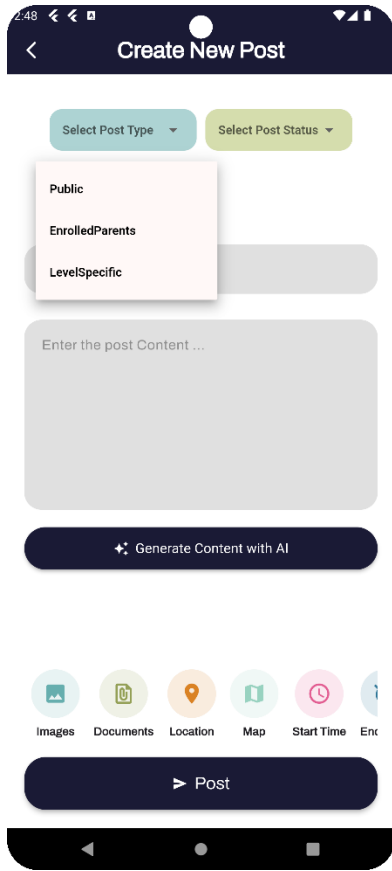 2:48
Create New Post
Select Post Type
Select Post Status
Public
EnrolledParents
LevelSpecific
Enter the post Content ...
Generate Content with AI
Images Documents Location Map Start Time
Post